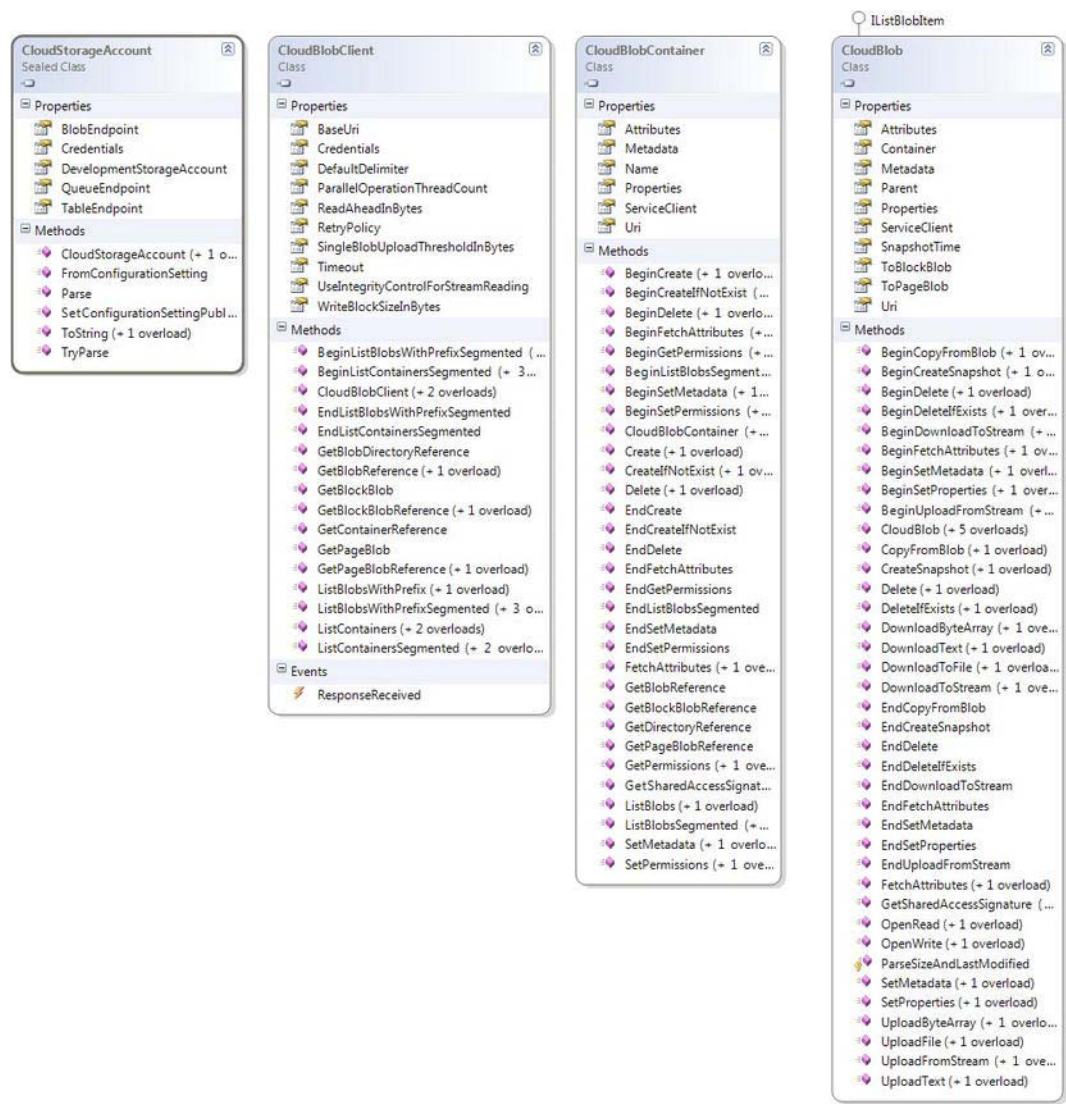 CloudStorageAccount
Sealed Class
Properties
BlobEndpoint
Credentials
DevelopmentStorageAccount
QueueEndpoint
TableEndpoint
Methods
CloudStorageAccount (+ 1 o...
FromConfigurationSetting
Parse
SetConfigurationSettingPubl...
ToString (+ 1 overload)
TryParse
CloudBlobClient
Class
Properties
BaseUri
Credentials
DefaultDelimiter
ParallelOperationThreadCount
ReadAheadInBytes
RetryPolicy
SingleBlobUploadThresholdInBytes
Timeout
UseIntegrityControlForStreamReading
WriteBlockSizeInBytes
Methods
BeginListBlobsWithPrefixSegmented (...
BeginListContainersSegmented (+ 3...
CloudBlobClient (+ 2 overloads)
EndListBlobsWithPrefixSegmented
EndListContainersSegmented
GetBlobDirectoryReference
GetBlobReference (+ 1 overload)
GetBlockBlob
GetBlockBlobReference (+ 1 overload)
GetContainerReference
GetPageBlob
GetPageBlobReference (+ 1 overload)
ListBlobsWithPrefix (+ 1 overload)
ListBlobsWithPrefixSegmented (+ 3 o...
ListContainers (+ 2 overloads)
ListContainersSegmented (+ 2 overlo...
Events
ResponseReceived
CloudBlobContainer
Class
Properties
Attributes
Metadata
Name
Properties
ServiceClient
Uri
Methods
BeginCreate (+ 1 overlo...
BeginCreateIfNotExist (...
BeginDelete (+ 1 overlo...
BeginFetchAttributes (+...
BeginGetPermissions (+...
BeginListBlobsSegment...
BeginSetMetadata (+ 1...
BeginSetPermissions (+...
CloudBlobContainer (+...
Create (+ 1 overload)
CreateIfNotExist (+ 1 ov...
Delete (+ 1 overload)
EndCreate
EndCreateIfNotExist
EndDelete
EndFetchAttributes
EndGetPermissions
EndListBlobsSegmented
EndSetMetadata
EndSetPermissions
FetchAttributes (+ 1 ove...
GetBlobReference
GetBlockBlobReference
GetDirectoryReference
GetPageBlobReference
GetPermissions (+ 1 ove...
GetSharedAccessSignat...
ListBlobs (+ 1 overload)
ListBlobsSegmented (+...
SetMetadata (+ 1 overlo...
SetPermissions (+ 1 ove...
IListBlobItem
CloudBlob
Class
Properties
Attributes
Container
Metadata
Parent
Properties
ServiceClient
SnapshotTime
ToBlockBlob
ToPageBlob
Uri
Methods
BeginCopyFromBlob (+ 1 ov...
BeginCreateSnapshot (+ 1 o...
BeginDelete (+ 1 overload)
BeginDeleteIfExists (+ 1 over...
BeginDownloadToStream (+ ...
BeginFetchAttributes (+ 1 ov...
BeginSetMetadata (+ 1 overl...
BeginSetProperties (+ 1 over...
BeginUploadFromStream (+...
CloudBlob (+ 5 overloads)
CopyFromBlob (+ 1 overload)
CreateSnapshot (+ 1 overload)
Delete (+ 1 overload)
DeleteIfExists (+ 1 overload)
DownloadByteArray (+ 1 ove...
DownloadText (+ 1 overload)
DownloadToFile (+ 1 overloa...
DownloadToStream (+ 1 ove...
EndCopyFromBlob
EndCreateSnapshot
EndDelete
EndDeleteIfExists
EndDownloadToStream
EndFetchAttributes
EndSetMetadata
EndSetProperties
EndUploadFromStream
FetchAttributes (+ 1 overload)
GetSharedAccessSignature (...
OpenRead (+ 1 overload)
OpenWrite (+ 1 overload)
ParseSizeAndLastModified
SetMetadata (+ 1 overload)
SetProperties (+ 1 overload)
UploadByteArray (+ 1 overlo...
UploadFile (+ 1 overload)
UploadFromStream (+ 1 ove...
UploadText (+ 1 overload)